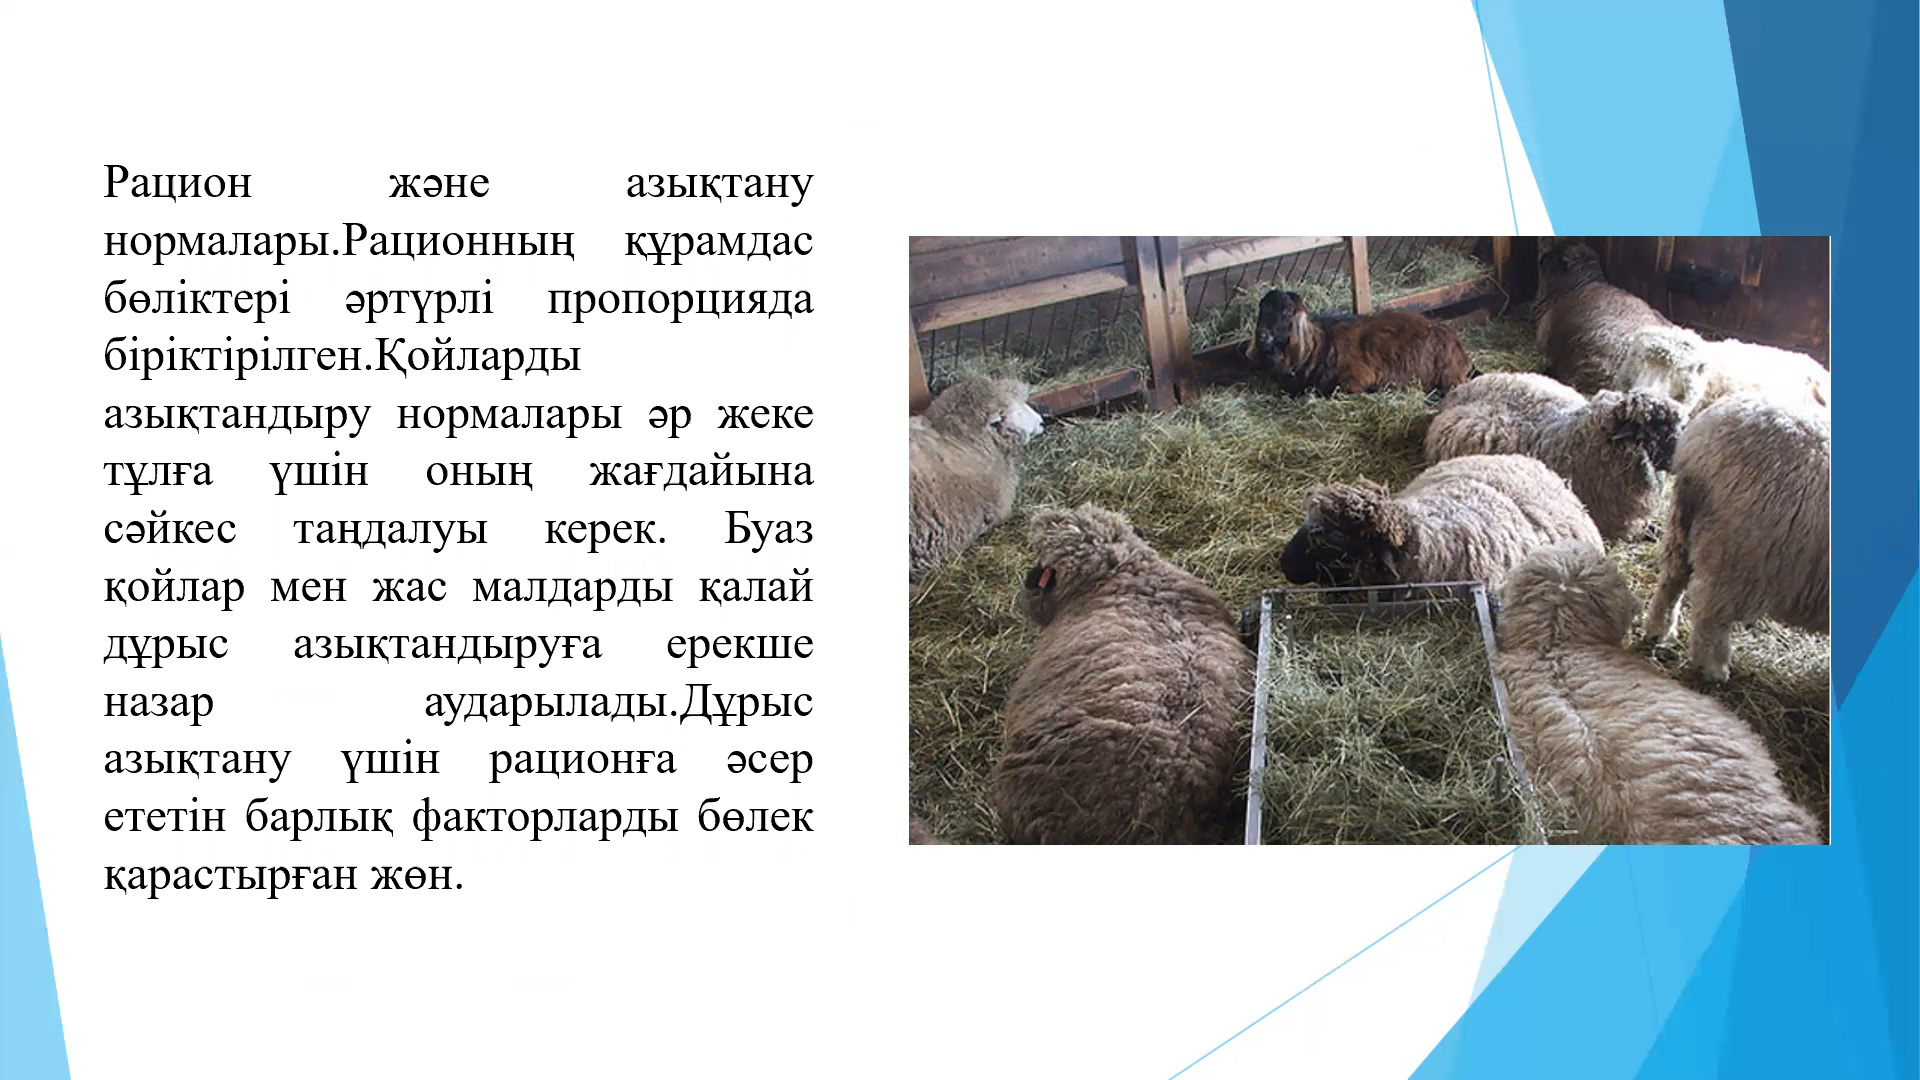 Рацион және азықтану
нормалары.Рационның құрамдас
бөліктері әртүрлі пропорцияда
біріктірілген.Қойларды
азықтандыру нормалары әр жеке
тұлға үшін оның жағдайына
сәйкес таңдалуы керек. Буаз
қойлар мен жас малдарды қалай
дұрыс азықтандыруға ерекше
назар аударылады.Дұрыс
азықтану үшін рационға әсер
ететін барлық факторларды бөлек
қарастырған жөн.